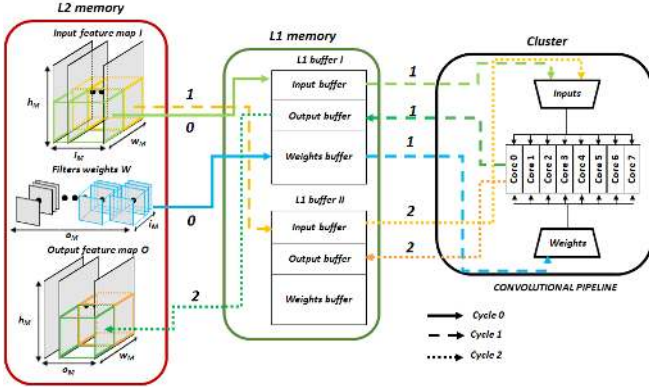 L2 memory
Input feature map I
h_M
w_M
i_M
Filters weights W
i_M
o_M
Output feature map O
h_M
w_M
o_M
1
0
0
2
L1 memory
L1 buffer I
Input buffer
Output buffer
Weights buffer
L1 buffer II
Input buffer
Output buffer
Weights buffer
1
1
1
2
2
Cluster
Inputs
Core 0
Core 1
Core 2
Core 3
Core 4
Core 5
Core 6
Core 7
Weights
CONVOLUTIONAL PIPELINE
Cycle 0
Cycle 1
Cycle 2